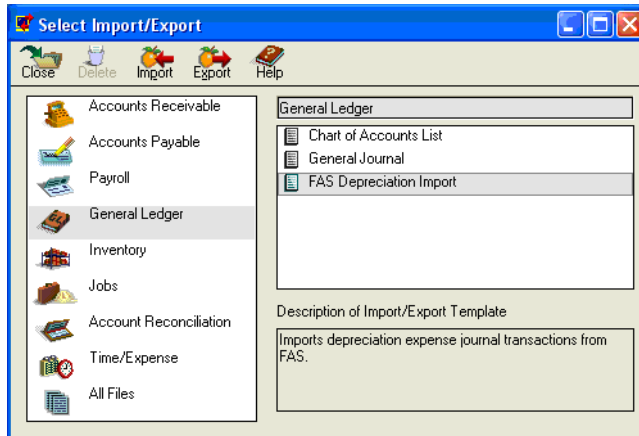 Select Import/Export
Close Delete Import Export Help
Accounts Receivable
Accounts Payable
Payroll
General Ledger
Inventory
Jobs
Account Reconciliation
Time/Expense
All Files
General Ledger
Chart of Accounts List
General Journal
FAS Depreciation Import
Description of Import/Export Template
Imports depreciation expense journal transactions from
FAS.